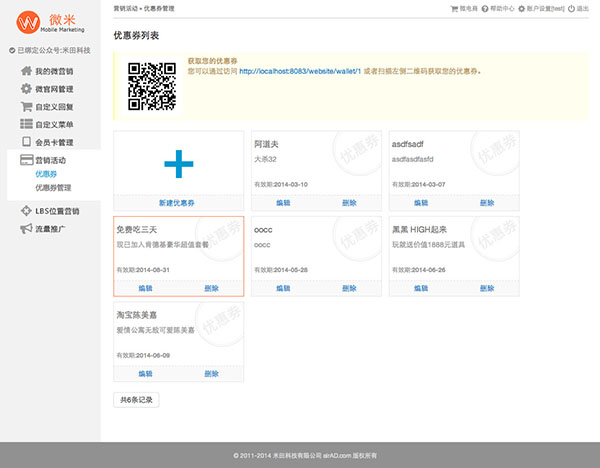 微米
Mobile Marketing
已绑定公众号:米田科技
我的微营销
微官网管理
自定义回复
自定义菜单
会员卡管理
营销活动
优惠券
优惠券管理
LBS位置营销
流量推广
营销活动 » 优惠券管理
微电商 帮助中心 账户设置[test] 退出
优惠券列表
获取您的优惠券
您可以通过访问 http://localhost:8083/website/wallet/1 或者扫描左侧二维码获取您的优惠券。
新建优惠券
阿道夫
大杀32
优惠券
有效期:2014-03-10
编辑 删除
asdfsadf
asdfasdfasfd
优惠券
有效期:2014-03-07
编辑 删除
免费吃三天
现已加入肯德基豪华超值套餐
优惠券
有效期:2014-08-31
编辑 删除
oocc
oocc
优惠券
有效期:2014-05-28
编辑 删除
黑黑 HIGH起来
玩就送价值1888元道具
优惠券
有效期:2014-06-26
编辑 删除
淘宝陈美嘉
爱情公寓无敌可爱陈美嘉
优惠券
有效期:2014-06-09
编辑 删除
共6条记录
© 2011-2014 米田科技有限公司 airAD.com 版权所有